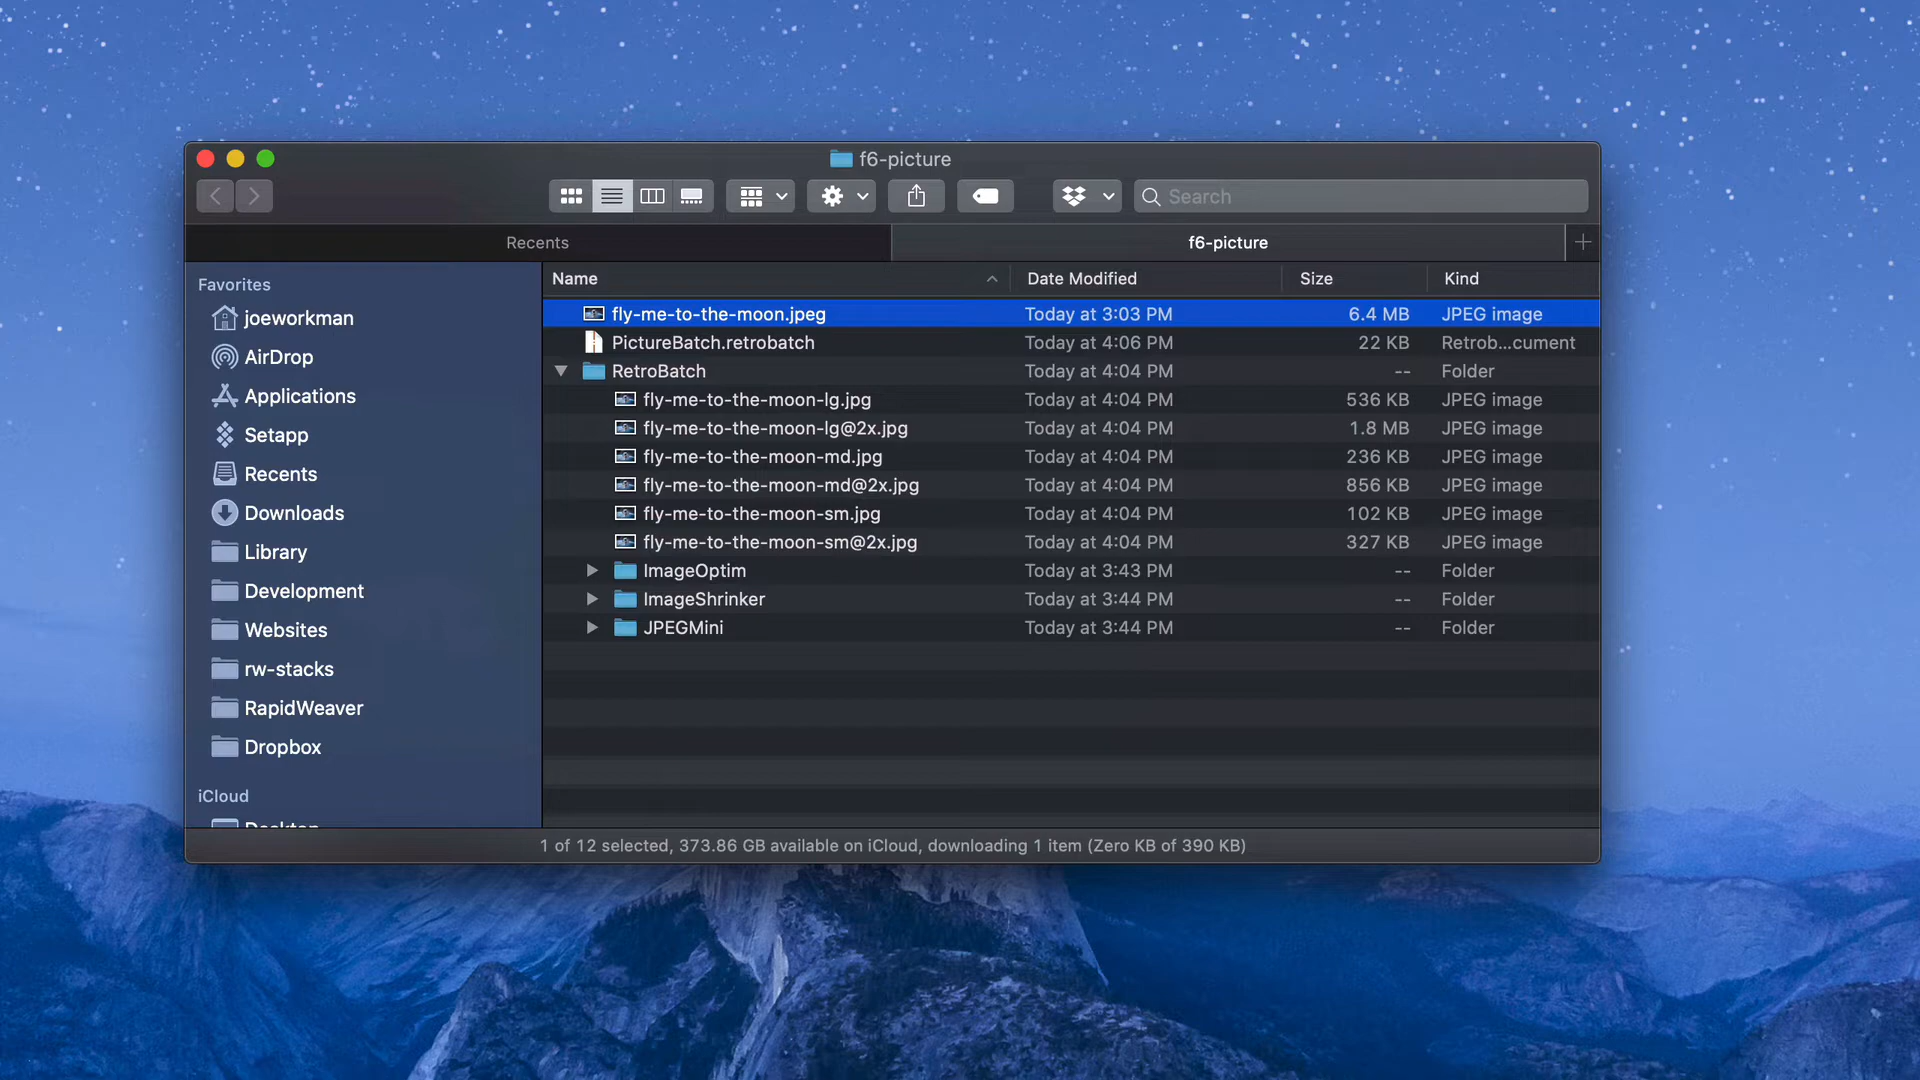 f6-picture
Search
Recents
f6-picture
Favorites
joeworkman
AirDrop
Applications
Setapp
Recents
Downloads
Library
Development
Websites
rw-stacks
RapidWeaver
Dropbox
iCloud
Desktop
Name Date Modified Size Kind
fly-me-to-the-moon.jpeg Today at 3:03 PM 6.4 MB JPEG image
PictureBatch.retrobatch Today at 4:06 PM 22 KB Retrob...cument
RetroBatch Today at 4:04 PM -- Folder
fly-me-to-the-moon-lg.jpg Today at 4:04 PM 536 KB JPEG image
fly-me-to-the-moon-lg@2x.jpg Today at 4:04 PM 1.8 MB JPEG image
fly-me-to-the-moon-md.jpg Today at 4:04 PM 236 KB JPEG image
fly-me-to-the-moon-md@2x.jpg Today at 4:04 PM 856 KB JPEG image
fly-me-to-the-moon-sm.jpg Today at 4:04 PM 102 KB JPEG image
fly-me-to-the-moon-sm@2x.jpg Today at 4:04 PM 327 KB JPEG image
ImageOptim Today at 3:43 PM -- Folder
ImageShrinker Today at 3:44 PM -- Folder
JPEGMini Today at 3:44 PM -- Folder
1 of 12 selected, 373.86 GB available on iCloud, downloading 1 item (Zero KB of 390 KB)